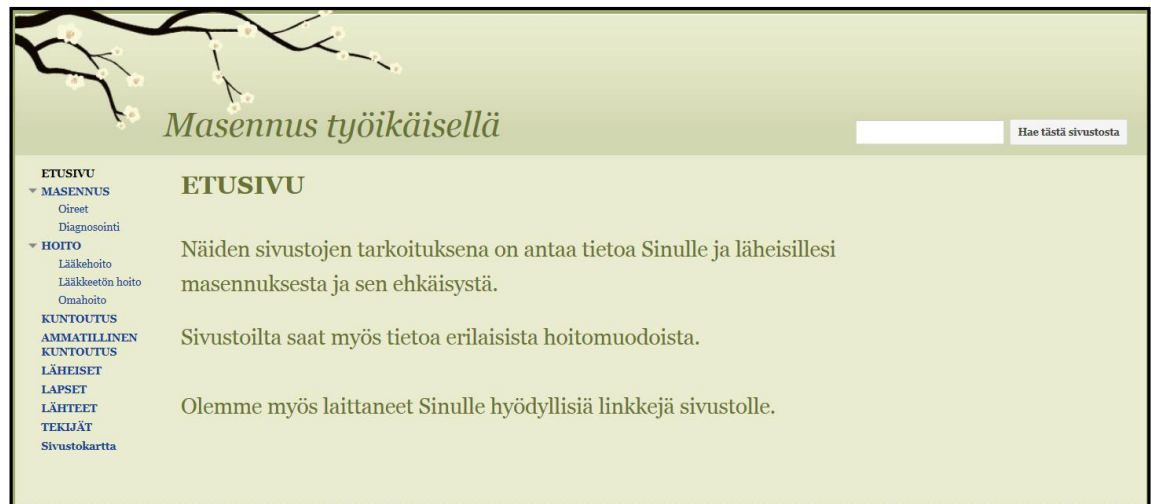 Masennus työikäisellä
Hae tästä sivustosta
ETUSIVU
MASENNUS
Oireet
Diagnosointi
HOITO
Lääkehoito
Lääkkeetön hoito
Omahoito
KUNTOUTUS
AMMATILLINEN
KUNTOUTUS
LÄHEISET
LAPSET
LÄHTEET
TEKIJÄT
Sivustokartta
ETUSIVU
Näiden sivustojen tarkoituksena on antaa tietoa Sinulle ja läheisillesi
masennuksesta ja sen ehkäisystä.
Sivustoilta saat myös tietoa erilaisista hoitomuodoista.
Olemme myös laittaneet Sinulle hyödyllisiä linkkejä sivustolle.